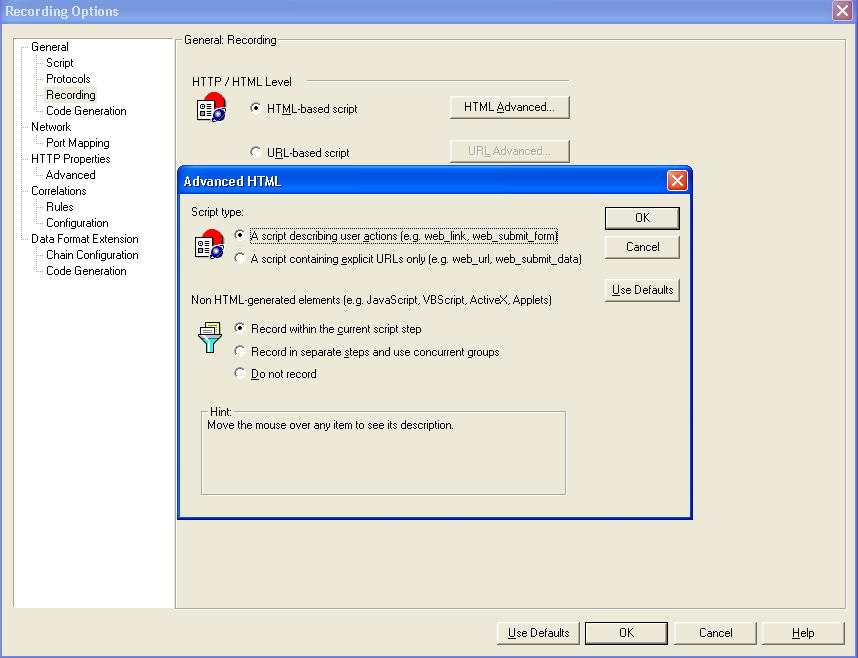 Recording Options
General
Script
Protocols
Recording
Code Generation
Network
Port Mapping
HTTP Properties
Advanced
Correlations
Rules
Configuration
Data Format Extension
Chain Configuration
Code Generation
General: Recording
HTTP / HTML Level
HTML-based script
HTML Advanced...
URL-based script
URL Advanced...
Advanced HTML
Script type:
A script describing user actions (e.g. web_link, web_submit_form)
A script containing explicit URLs only (e.g. web_url, web_submit_data)
OK
Cancel
Use Defaults
Non HTML-generated elements (e.g. JavaScript, VBScript, ActiveX, Applets)
Record within the current script step
Record in separate steps and use concurrent groups
Do not record
Hint:
Move the mouse over any item to see its description.
Use Defaults
OK
Cancel
Help